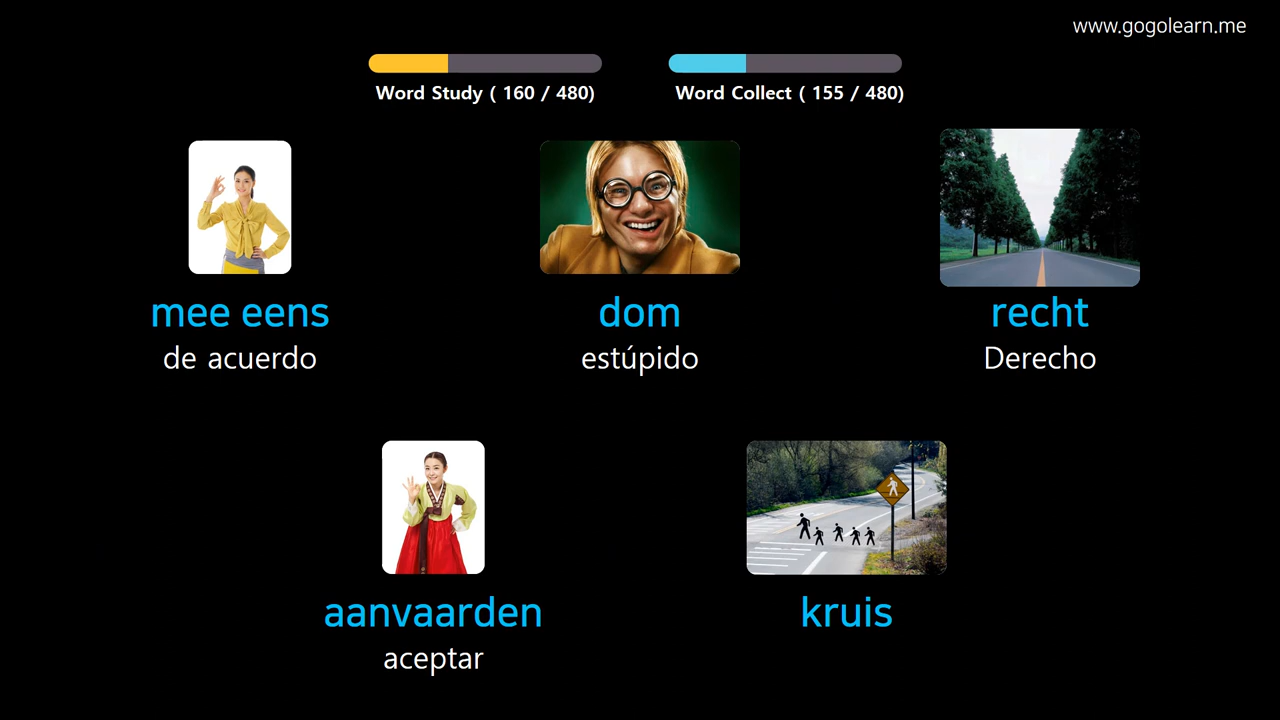 www.gogolearn.me
Word Study ( 160 / 480)
Word Collect ( 155 / 480)
mee eens
de acuerdo
dom
estúpido
recht
Derecho
aanvaarden
aceptar
kruis